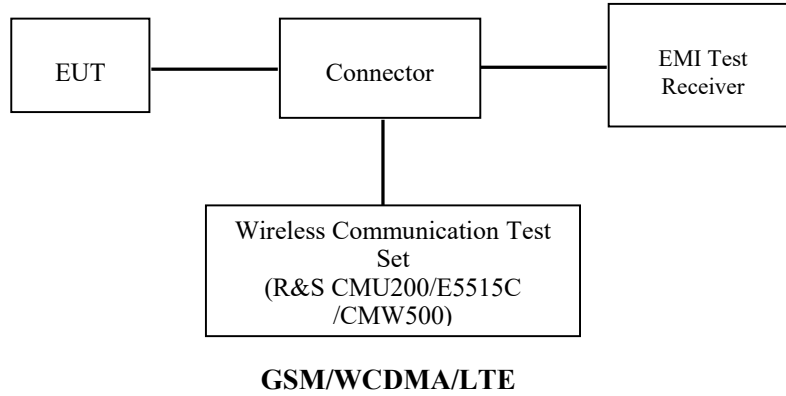 EUT
Connector
EMI Test
Receiver
Wireless Communication Test
Set
(R&S CMU200/E5515C
/CMW500)
GSM/WCDMA/LTE